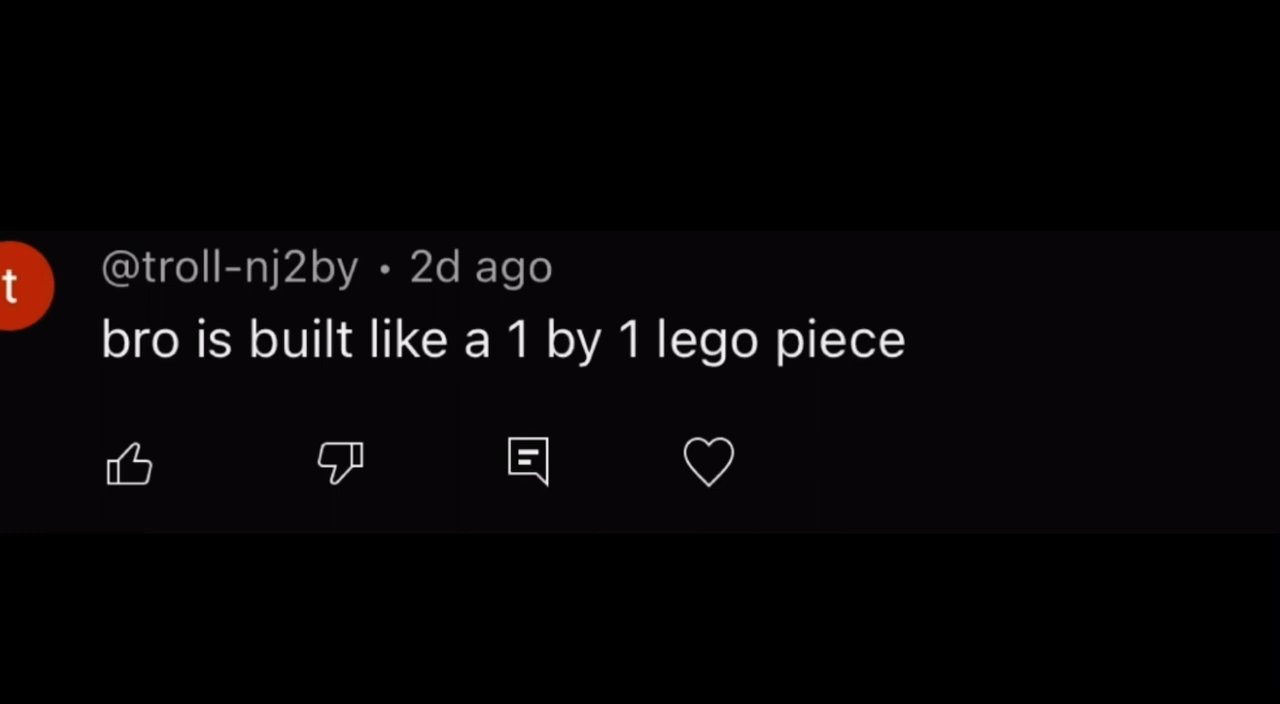 t
@troll-nj2by • 2d ago
bro is built like a 1 by 1 lego piece